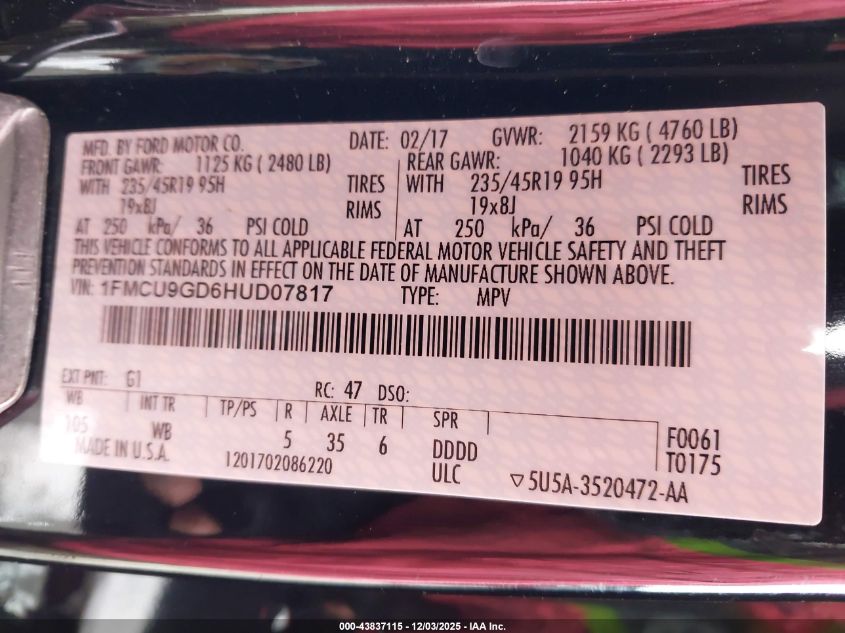 MFD. BY FORD MOTOR CO. DATE: 02/17 GVWR: 2159 KG ( 4760 LB)
FRONT GAWR: 1125 KG ( 2480 LB) REAR GAWR: 1040 KG ( 2293 LB)
WITH 235/45R19 95H TIRES WITH 235/45R19 95H TIRES
19x8J RIMS 19x8J RIMS
AT 250 kPa/ 36 PSI COLD AT 250 kPa/ 36 PSI COLD
THIS VEHICLE CONFORMS TO ALL APPLICABLE FEDERAL MOTOR VEHICLE SAFETY AND THEFT
PREVENTION STANDARDS IN EFFECT ON THE DATE OF MANUFACTURE SHOWN ABOVE.
VIN: 1FMCU9GD6HUD07817 TYPE: MPV
EXT PNT: G1 RC: 47 DSO:
WB INT TR TP/PS R AXLE TR SPR
105 WB 5 35 6 DDDD F0061
MADE IN U.S.A. 1201702086220 ULC T0175
▽5U5A-3520472-AA
000-43837115 - 12/03/2025 - IAA Inc.